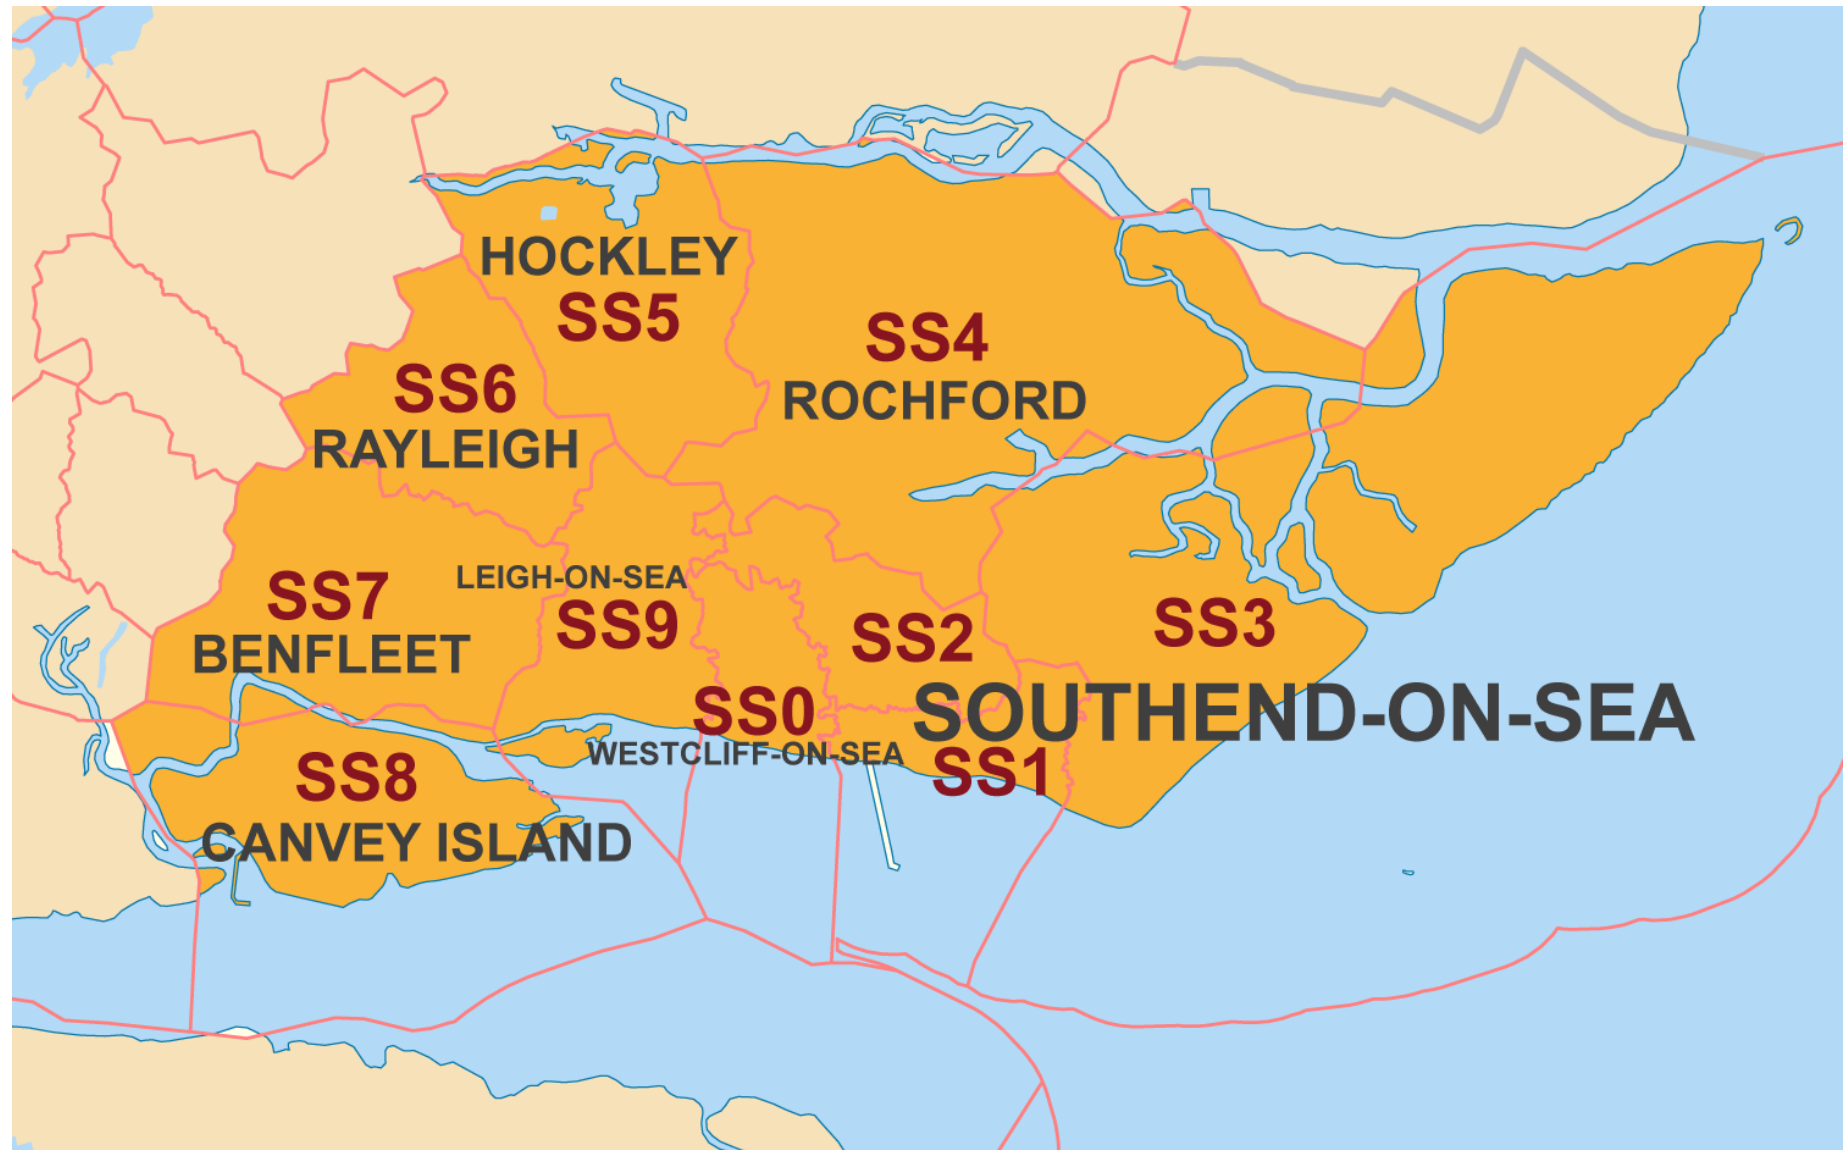 HOCKLEY
SS5
SS4
ROCHFORD
SS6
RAYLEIGH
LEIGH-ON-SEA
SS9
SS7
BENFLEET
SS2
SS3
SOUTHEND-ON-SEA
SS0
WESTCLIFF-ON-SEA
SS1
SS8
CANVEY ISLAND